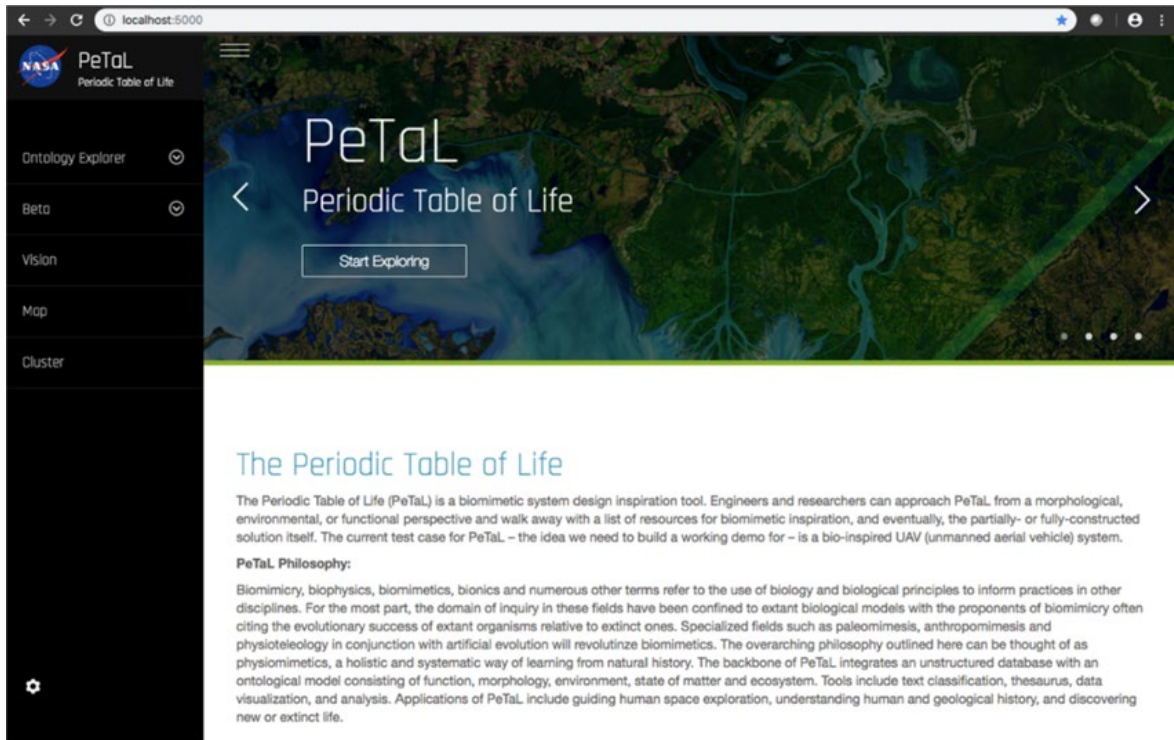 localhost:5000
NASA
PeTaL
Periodic Table of Life
Ontology Explorer
Beta
Vision
Map
Cluster
PeTaL
Periodic Table of Life
Start Exploring
The Periodic Table of Life
The Periodic Table of Life (PeTaL) is a biomimetic system design inspiration tool. Engineers and researchers can approach PeTaL from a morphological,
environmental, or functional perspective and walk away with a list of resources for biomimetic inspiration, and eventually, the partially- or fully-constructed
solution itself. The current test case for PeTaL – the idea we need to build a working demo for – is a bio-inspired UAV (unmanned aerial vehicle) system.
PeTaL Philosophy:
Biomimicry, biophysics, biomimetics, bionics and numerous other terms refer to the use of biology and biological principles to inform practices in other
disciplines. For the most part, the domain of inquiry in these fields have been confined to extant biological models with the proponents of biomimicry often
citing the evolutionary success of extant organisms relative to extinct ones. Specialized fields such as paleomimesis, anthropomimesis and
physioteleology in conjunction with artificial evolution will revolutinze biomimetics. The overarching philosophy outlined here can be thought of as
physiomimetics, a holistic and systematic way of learning from natural history. The backbone of PeTaL integrates an unstructured database with an
ontological model consisting of function, morphology, environment, state of matter and ecosystem. Tools include text classification, thesaurus, data
visualization, and analysis. Applications of PeTaL include guiding human space exploration, understanding human and geological history, and discovering
new or extinct life.